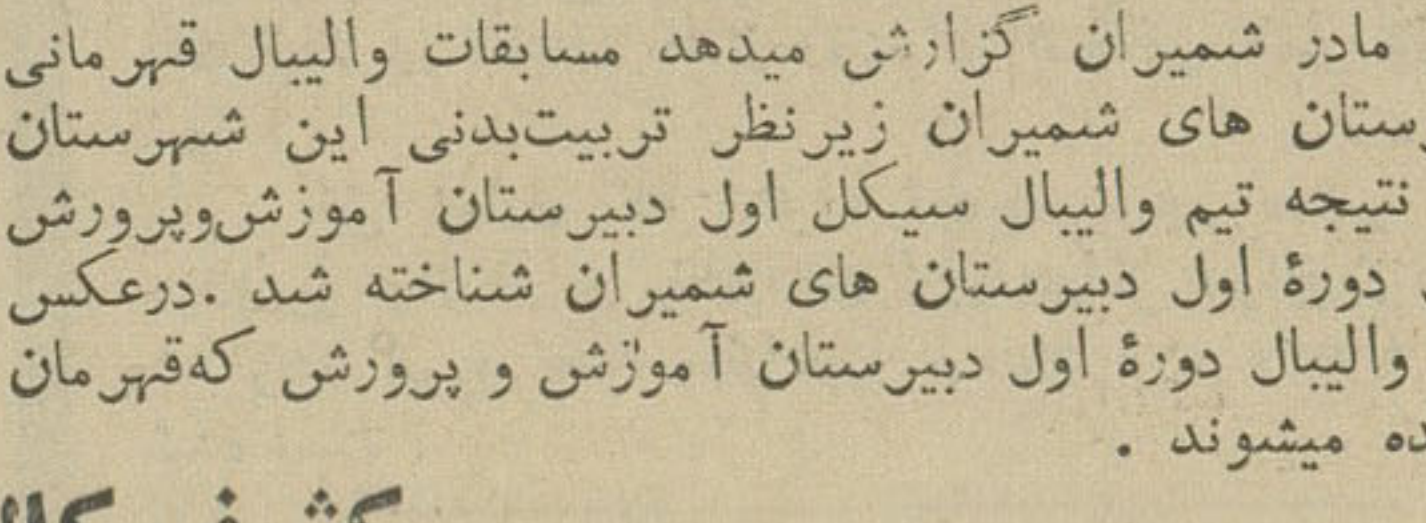 مادر شمیران گزارش میدهد مسابقات والیبال قهرمانی
رستان های شمیران زیرنظر تربیت‌بدنی این شهرستان
نتیجه تیم والیبال سیکل اول دبیرستان آموزش‌وپرورش
دورهٔ اول دبیرستان های شمیران شناخته شد .درعکس
والیبال دورهٔ اول دبیرستان آموزش و پرورش که‌قهرمان
ده میشوند .